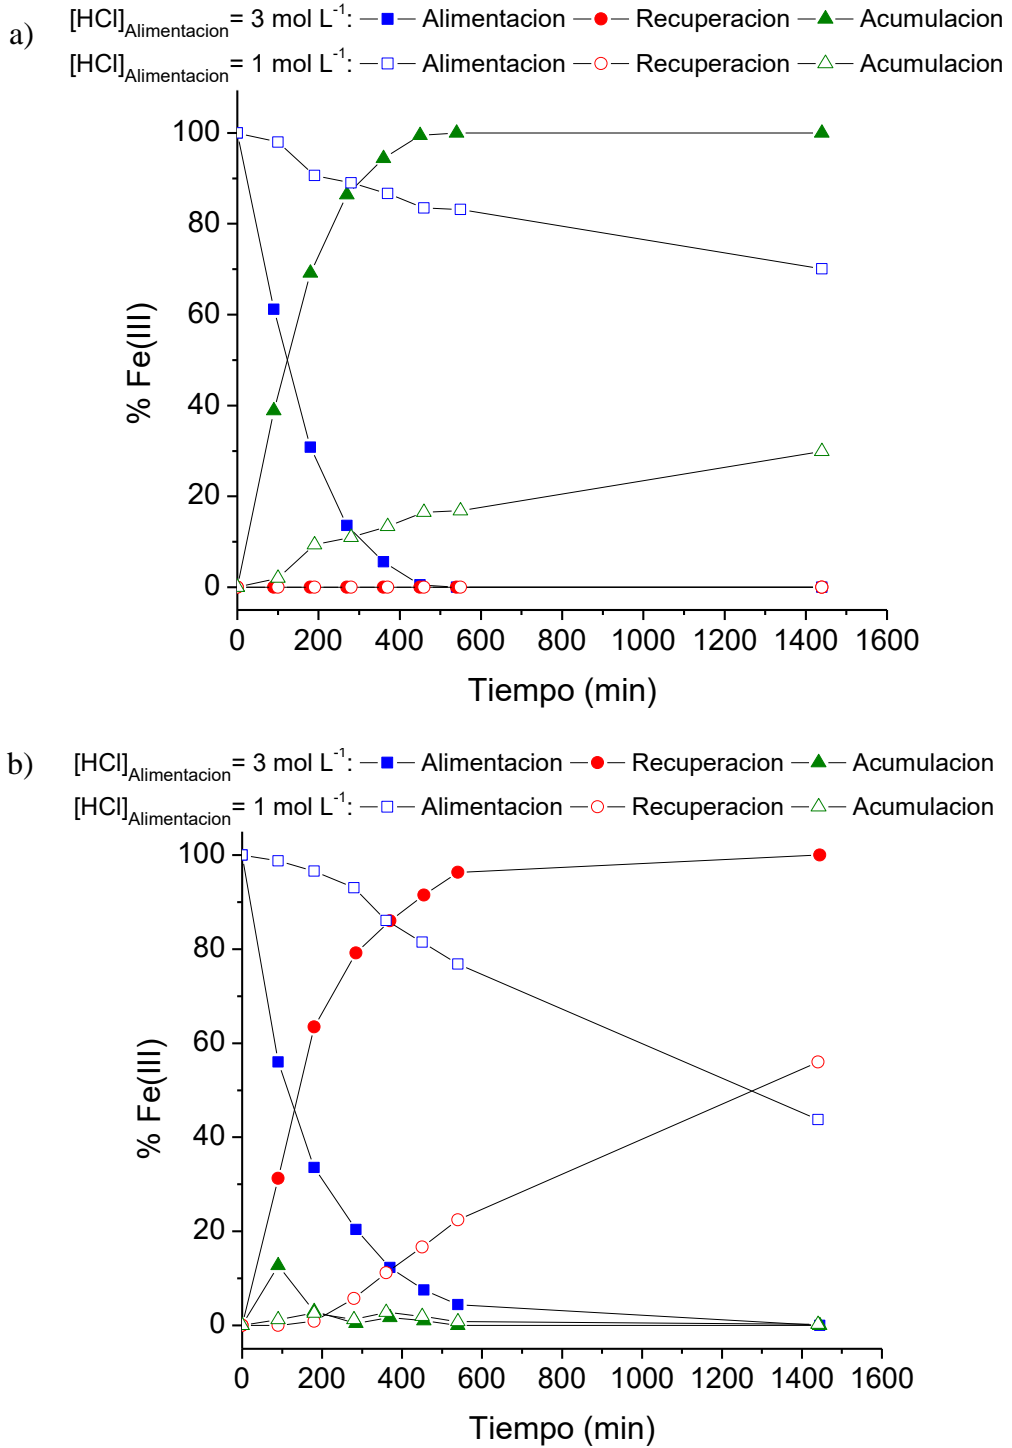 a) [HCl]Alimentacion = 3 mol L-1: Alimentacion Recuperacion Acumulacion
[HCl]Alimentacion = 1 mol L-1: Alimentacion Recuperacion Acumulacion
100
80
60
40
20
0
% Fe(III)
0 200 400 600 800 1000 1200 1400 1600
Tiempo (min)
b) [HCl]Alimentacion = 3 mol L-1: Alimentacion Recuperacion Acumulacion
[HCl]Alimentacion = 1 mol L-1: Alimentacion Recuperacion Acumulacion
100
80
60
40
20
0
% Fe(III)
0 200 400 600 800 1000 1200 1400 1600
Tiempo (min)